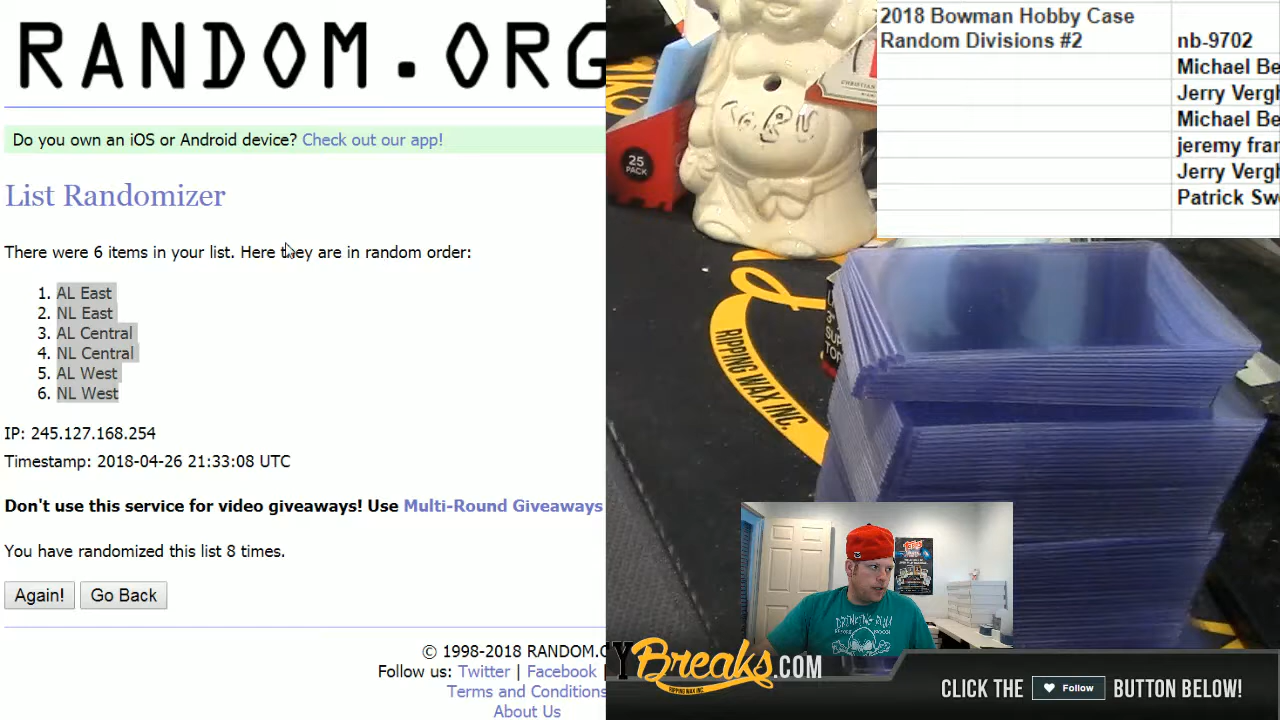 RANDOM.ORG
Do you own an iOS or Android device? Check out our app!
List Randomizer
There were 6 items in your list. Here they are in random order:
1. AL East
2. NL East
3. AL Central
4. NL Central
5. AL West
6. NL West
IP: 245.127.168.254
Timestamp: 2018-04-26 21:33:08 UTC
Don't use this service for video giveaways! Use Multi-Round Giveaways
You have randomized this list 8 times.
Again! Go Back
© 1998-2018 RANDOM.
Follow us: Twitter | Facebook |
Terms and Conditions
About Us
2018 Bowman Hobby Case
Random Divisions #2
nb-9702
Michael Be
Jerry Vergh
Michael Be
jeremy fran
Jerry Vergh
Patrick Swe
25
PACK
RIPPING WAX INC.
YBreaks.COM
RIPPING WAX INC
CLICK THE Follow BUTTON BELOW!